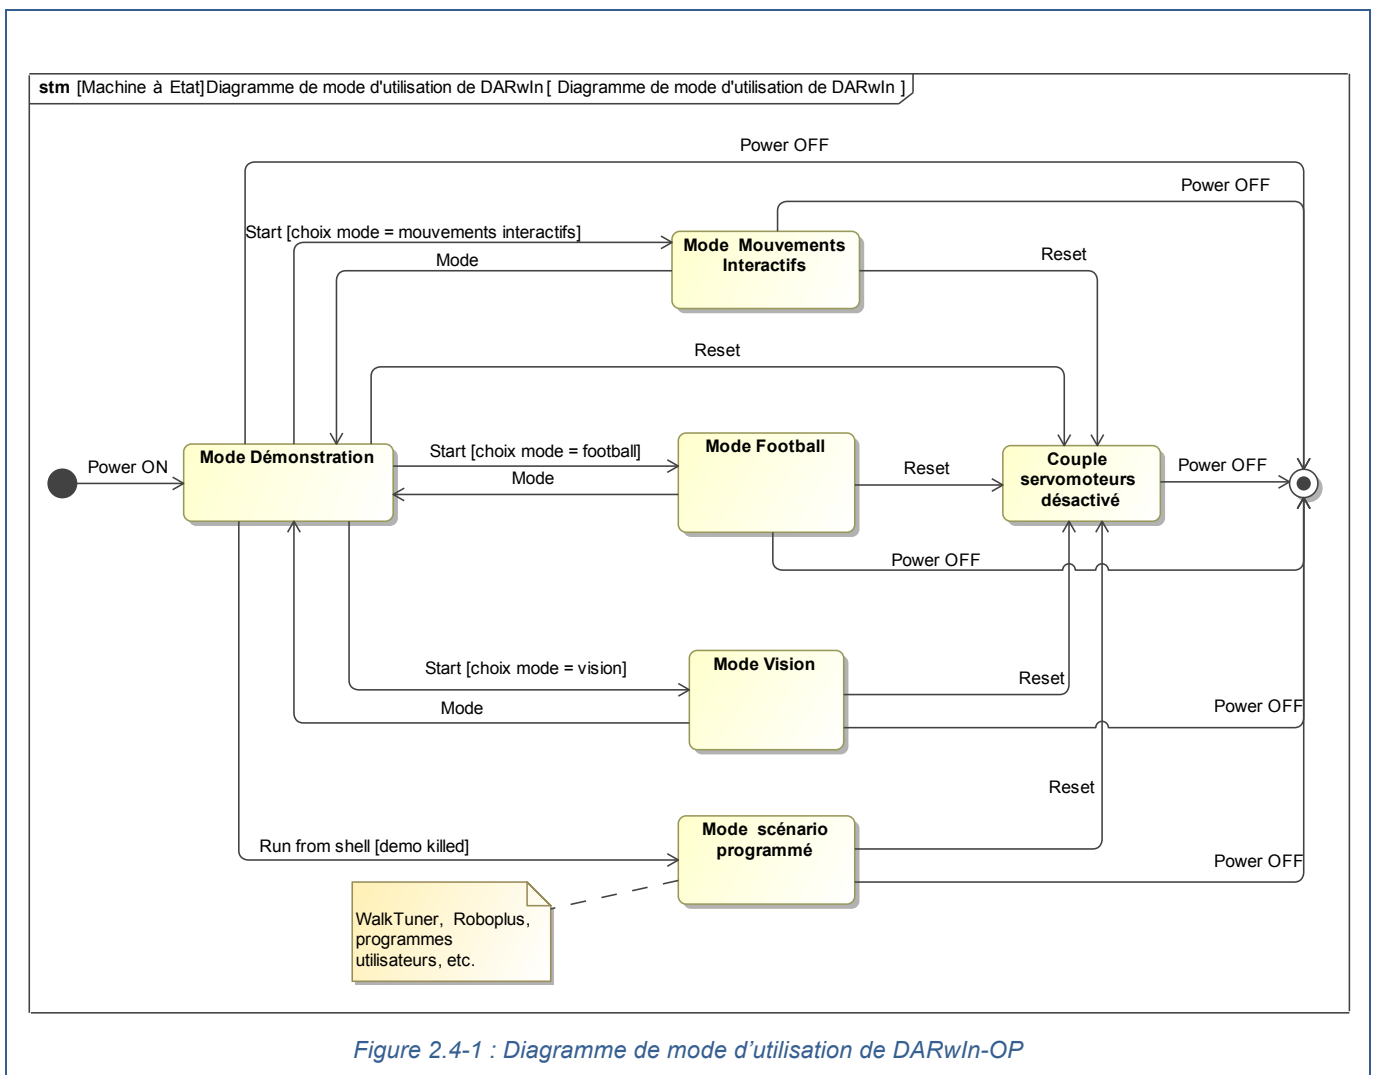 stm [Machine à Etat]Diagramme de mode d'utilisation de DARwIn [ Diagramme de mode d'utilisation de DARwIn ]
Power OFF
Power OFF
Start [choix mode = mouvements interactifs]
Mode Mouvements
Interactifs
Mode
Reset
Reset
Power ON
Mode Démonstration
Start [choix mode = football]
Mode
Mode Football
Reset
Couple
servomoteurs
désactivé
Power OFF
Power OFF
Start [choix mode = vision]
Mode
Mode Vision
Reset
Power OFF
Reset
Run from shell [demo killed]
Mode scénario
programmé
Power OFF
WalkTuner, Roboplus,
programmes
utilisateurs, etc.
Figure 2.4-1 : Diagramme de mode d’utilisation de DARwIn-OP